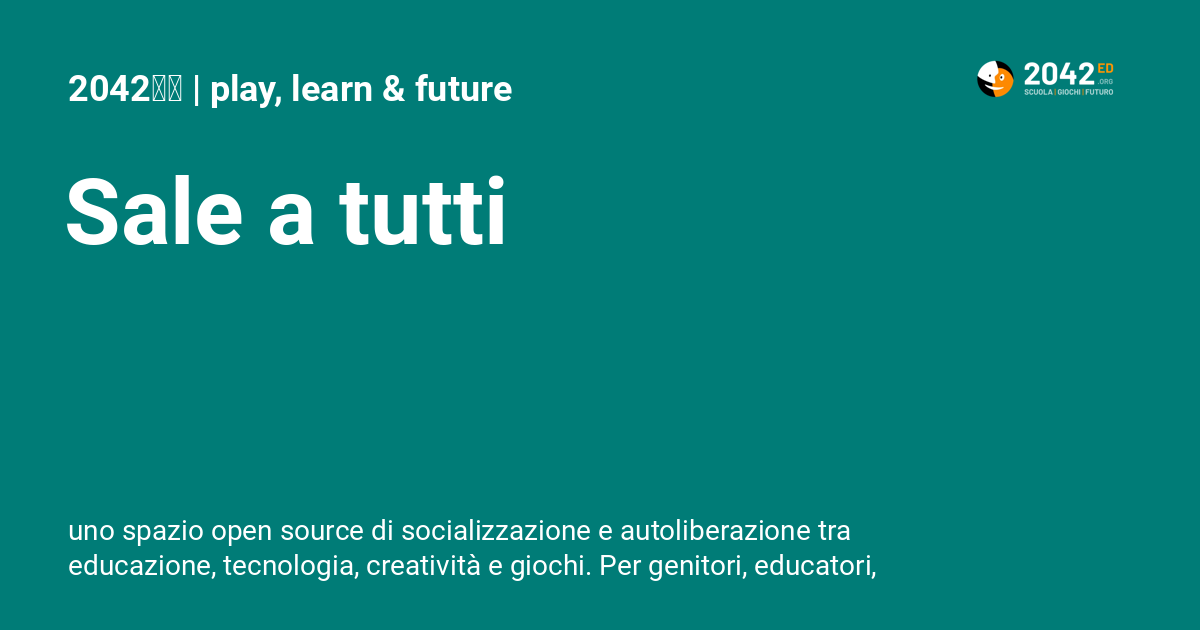 2042 | play, learn & future
2042 ED
.ORG
SCUOLA | GIOCHI | FUTURO
Sale a tutti
uno spazio open source di socializzazione e autoliberazione tra
educazione, tecnologia, creatività e giochi. Per genitori, educatori,